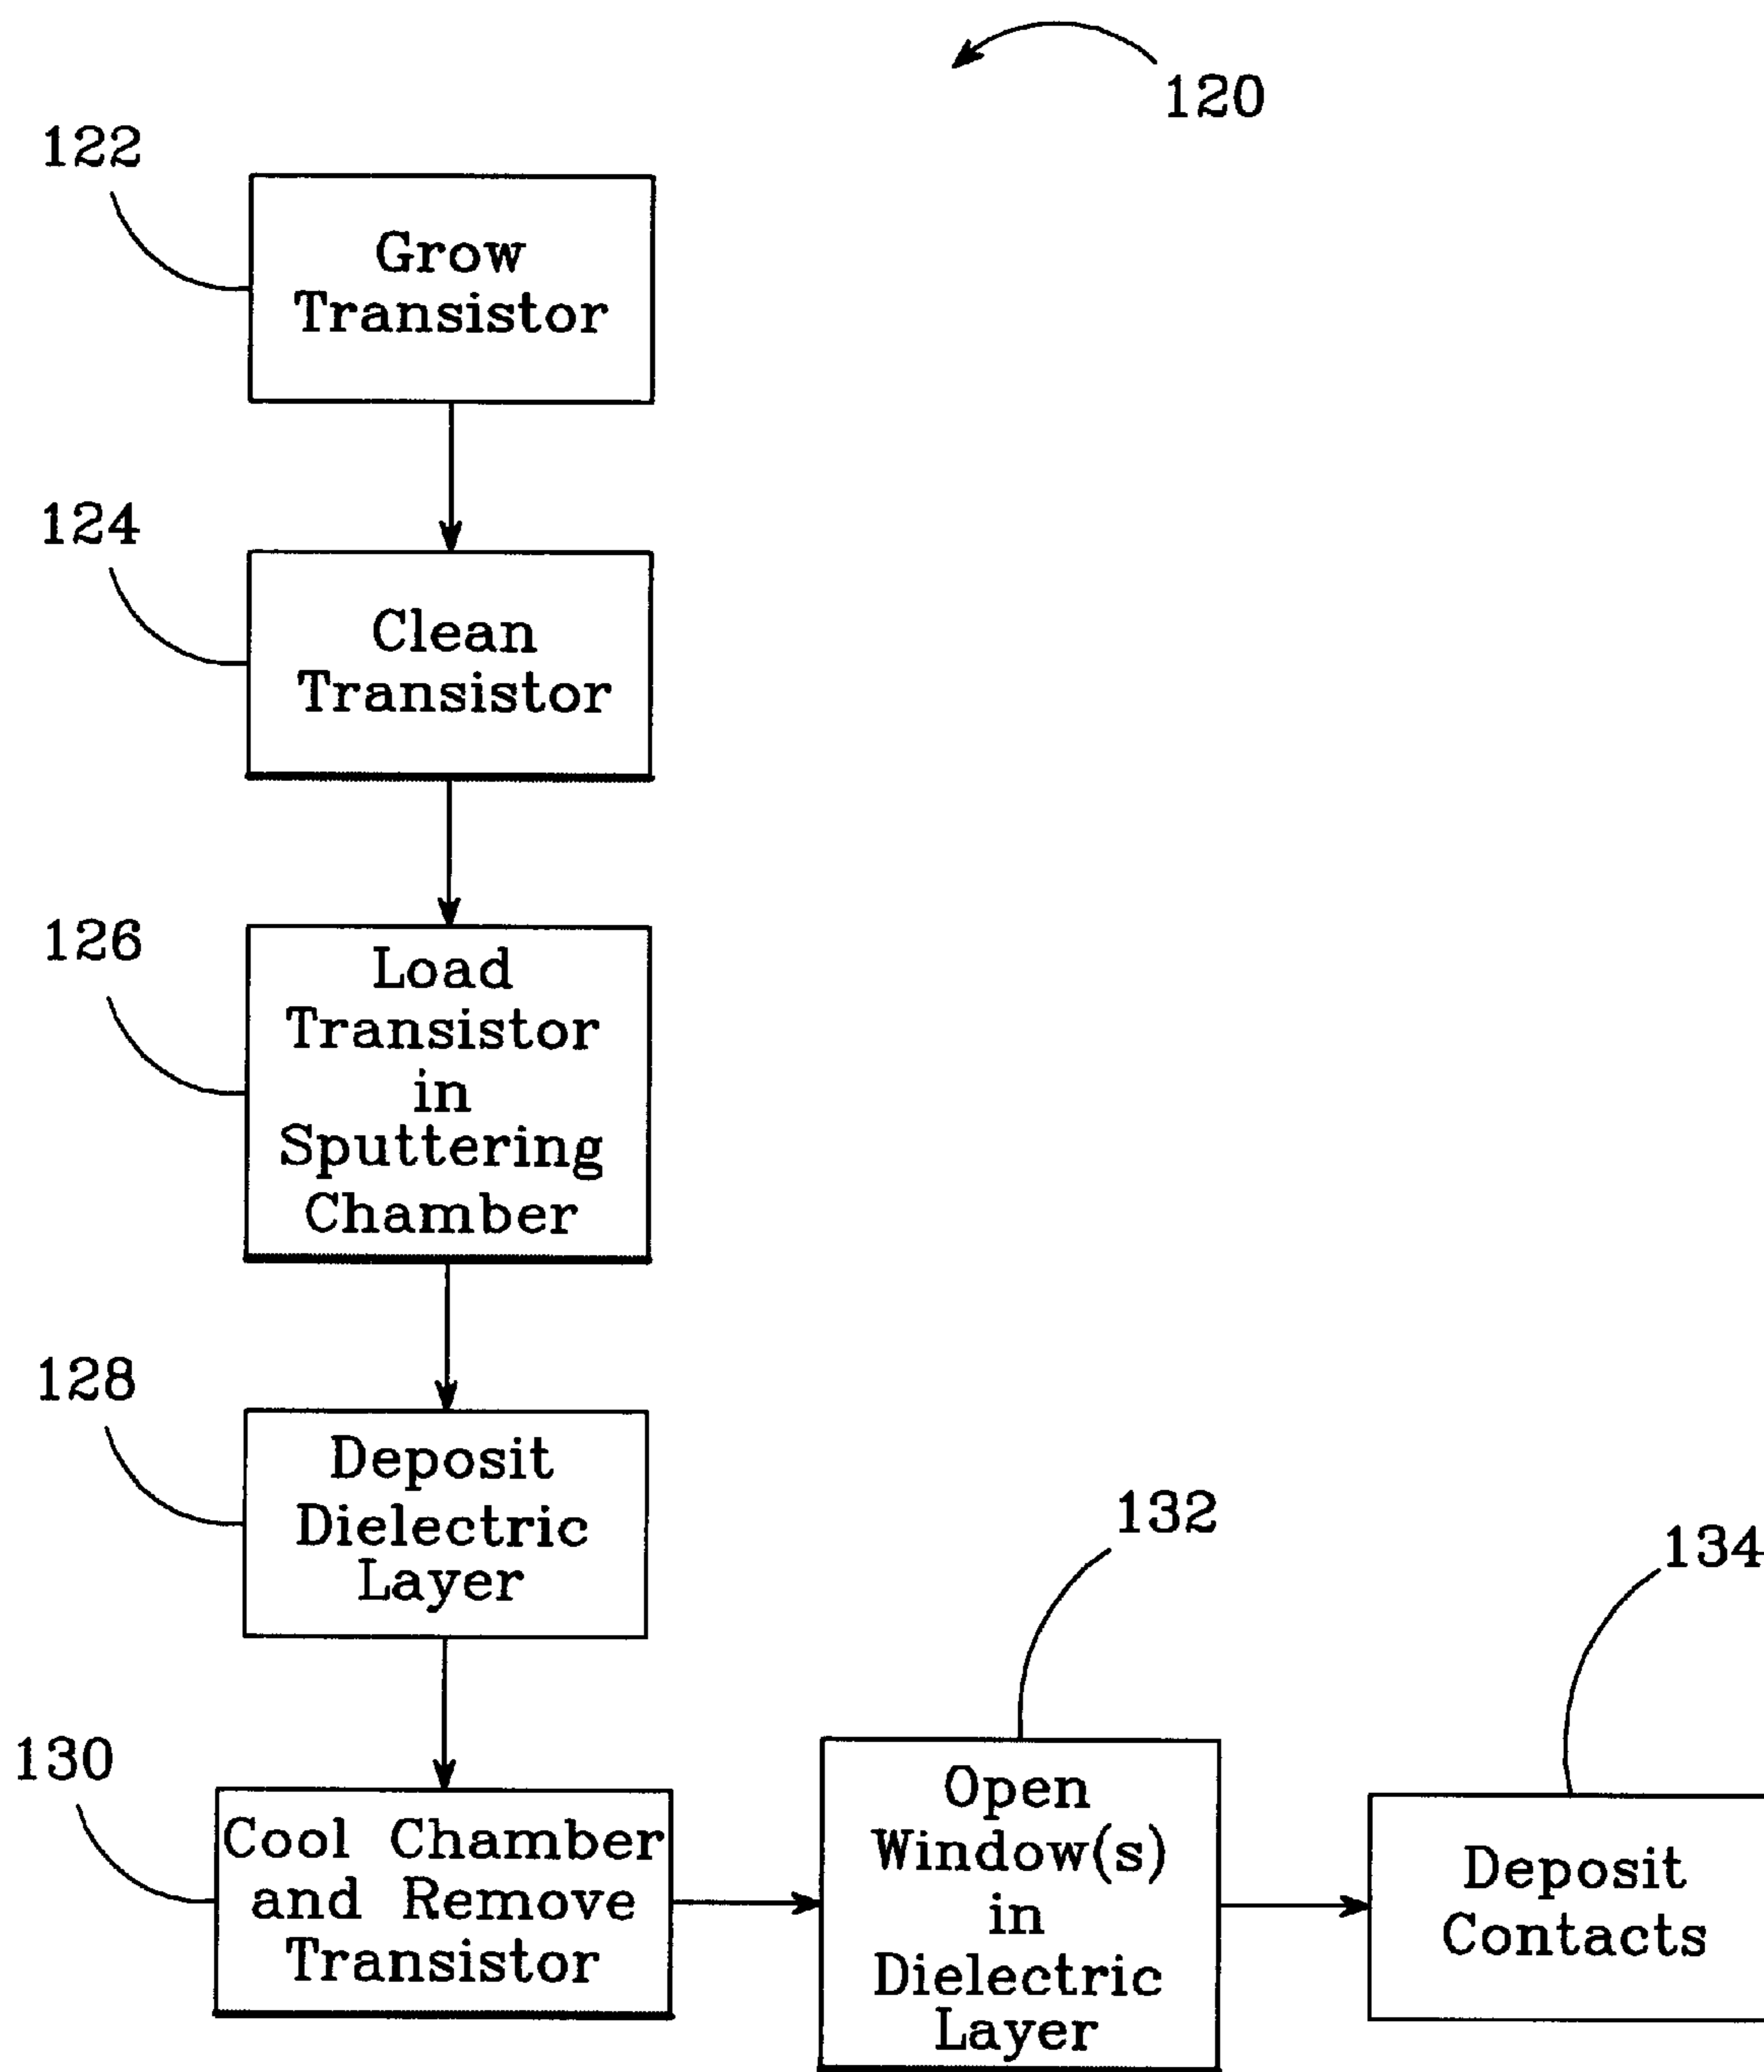 120
122
Grow
Transistor
124
Clean
Transistor
126
Load
Transistor
in
Sputtering
Chamber
128
Deposit
Dielectric
Layer
130
Cool Chamber
and Remove
Transistor
132
Open
Window(s)
in
Dielectric
Layer
134
Deposit
Contacts